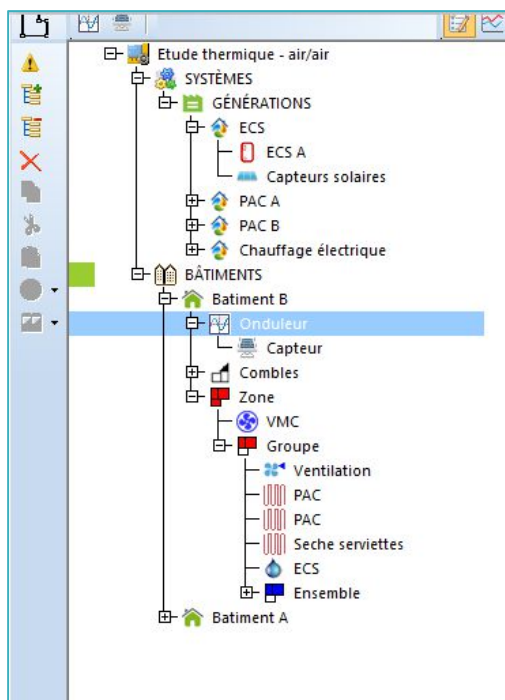 Etude thermique - air/air
SYSTÈMES
GÉNÉRATIONS
ECS
ECS A
Capteurs solaires
PAC A
PAC B
Chauffage électrique
BÂTIMENTS
Batiment B
Onduleur
Capteur
Combles
Zone
VMC
Groupe
Ventilation
PAC
PAC
Seche serviettes
ECS
Ensemble
Batiment A